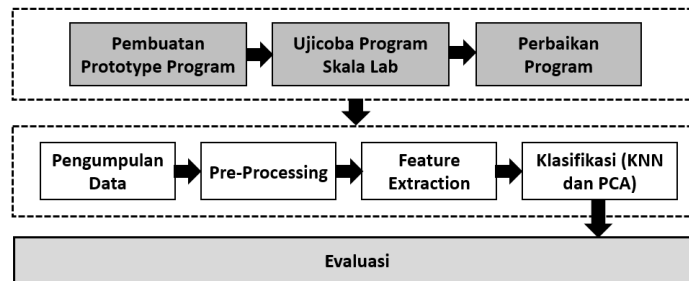 Pembuatan
Prototype Program
Ujicoba Program
Skala Lab
Perbaikan
Program
Pengumpulan
Data
Pre-Processing
Feature
Extraction
Klasifikasi (KNN
dan PCA)
Evaluasi